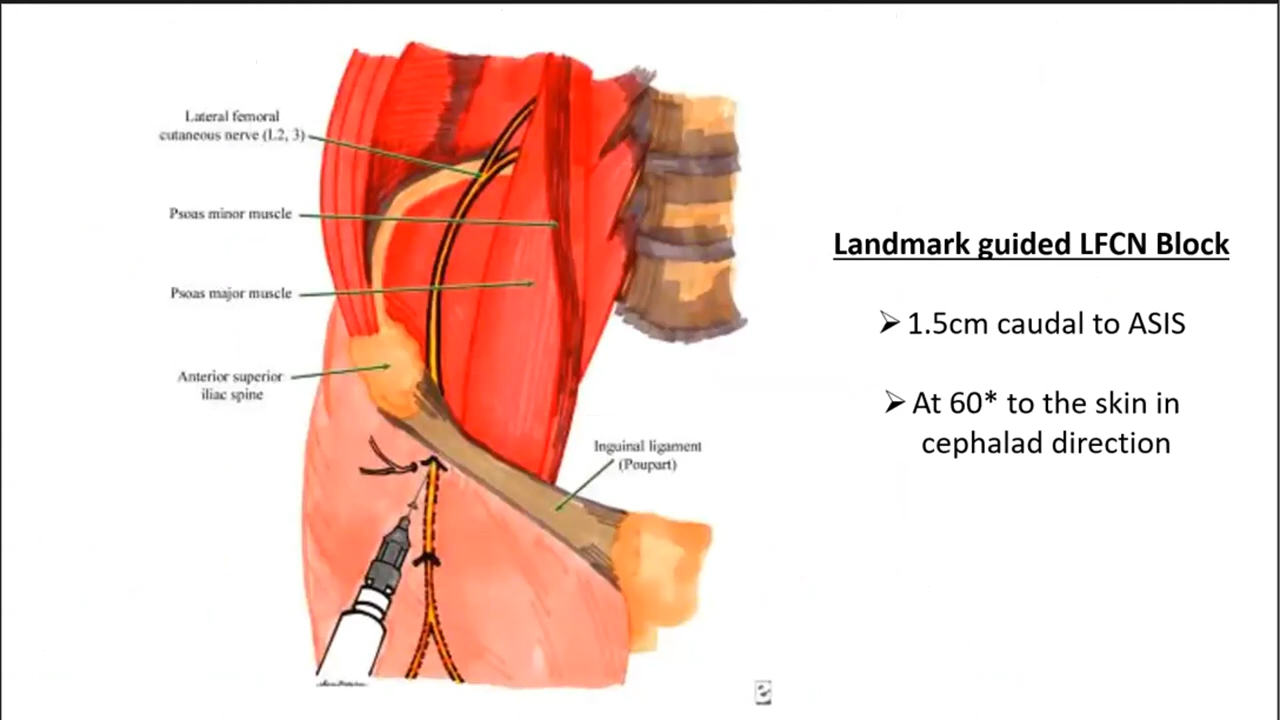 Lateral femoral
cutaneous nerve (L2, 3)
Psoas minor muscle
Psoas major muscle
Anterior superior
iliac spine
Inguinal ligament
(Poupart)
Landmark guided LFCN Block
➢ 1.5cm caudal to ASIS
➢ At 60* to the skin in
cephalad direction